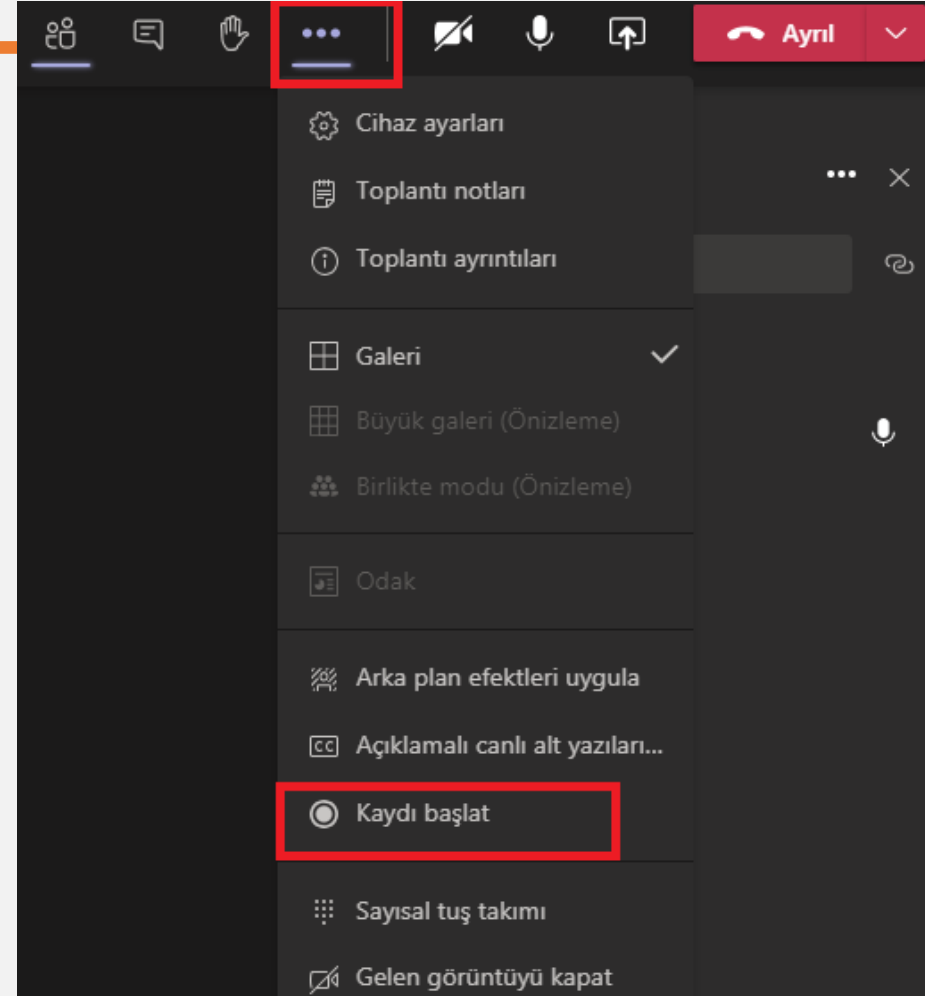 Ayrıl
Cihaz ayarları
Toplantı notları
Toplantı ayrıntıları
Galeri
Büyük galeri (Önizleme)
Birlikte modu (Önizleme)
Odak
Arka plan efektleri uygula
CC Açıklamalı canlı alt yazıları...
Kaydı başlat
Sayısal tuş takımı
Gelen görüntüyü kapat